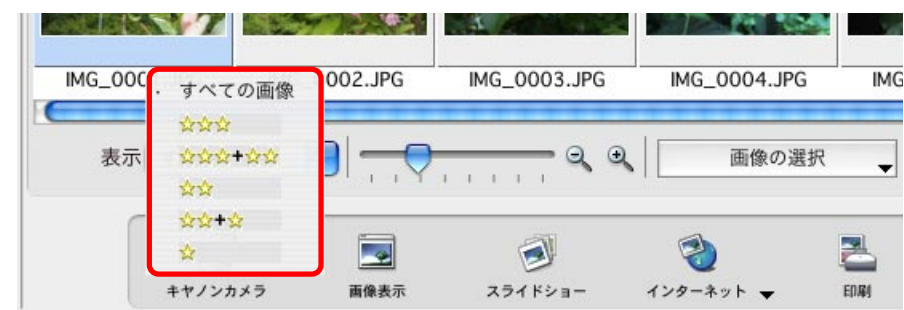 IMG_000
002.JPG
IMG_0003.JPG
IMG_0004.JPG
IMG
・ すべての画像
☆☆☆
表示
☆☆☆+☆☆
画像の選択
☆☆
☆☆+☆
☆
キヤノンカメラ
画像表示
スライドショー
インターネット
印刷